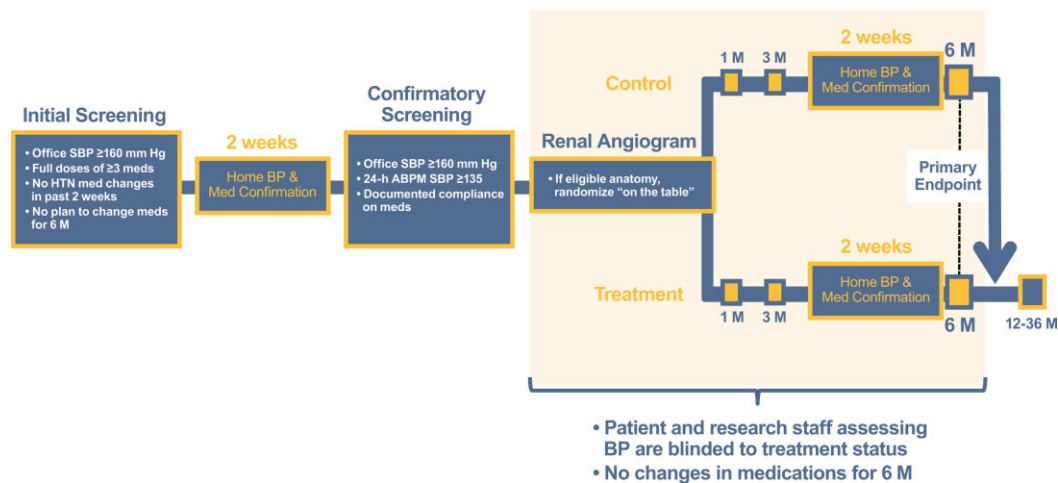 Initial Screening
• Office SBP ≥160 mm Hg
• Full doses of ≥3 meds
• No HTN med changes
in past 2 weeks
• No plan to change meds
for 6 M
2 weeks
Home BP &
Med Confirmation
Confirmatory
Screening
• Office SBP ≥160 mm Hg
• 24-h ABPM SBP ≥135
• Documented compliance
on meds
Renal Angiogram
• If eligible anatomy,
randomize “on the table”
Control
1 M
3 M
2 weeks
Home BP &
Med Confirmation
6 M
Primary
Endpoint
Treatment
1 M
3 M
2 weeks
Home BP &
Med Confirmation
6 M
12-36 M
• Patient and research staff assessing
BP are blinded to treatment status
• No changes in medications for 6 M